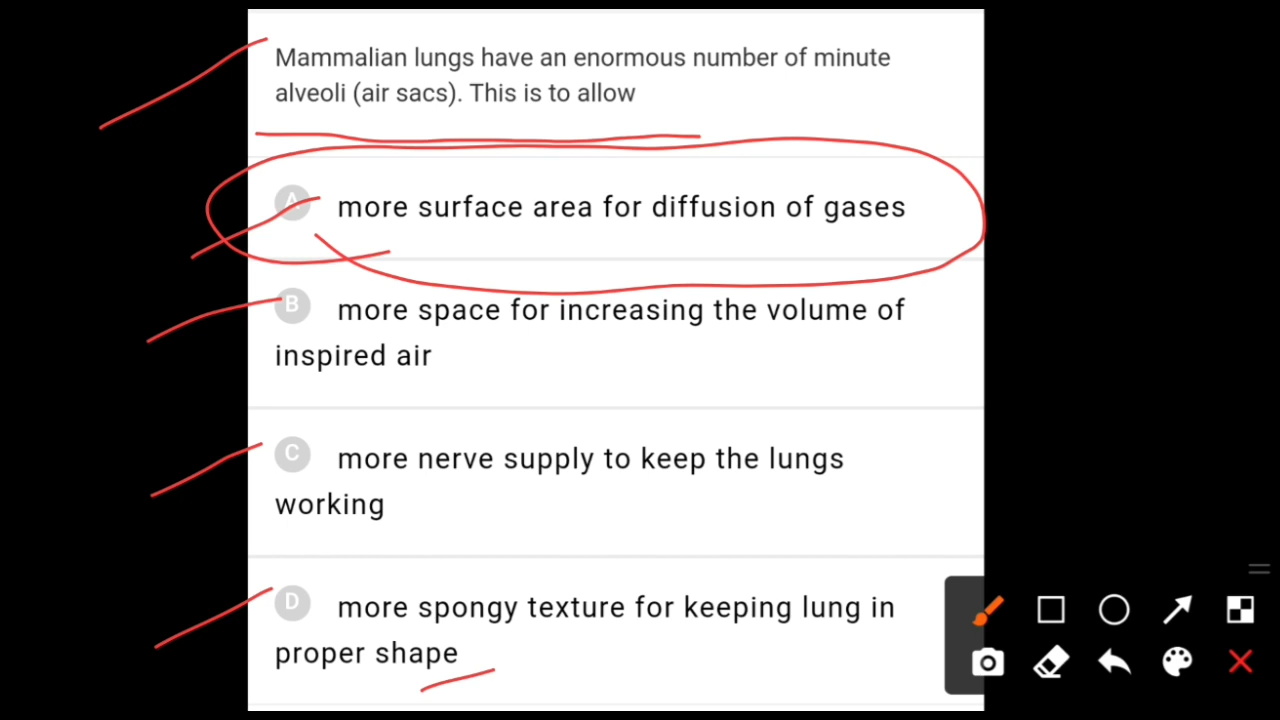 Mammalian lungs have an enormous number of minute
alveoli (air sacs). This is to allow
A more surface area for diffusion of gases
B more space for increasing the volume of
inspired air
C more nerve supply to keep the lungs
working
D more spongy texture for keeping lung in
proper shape